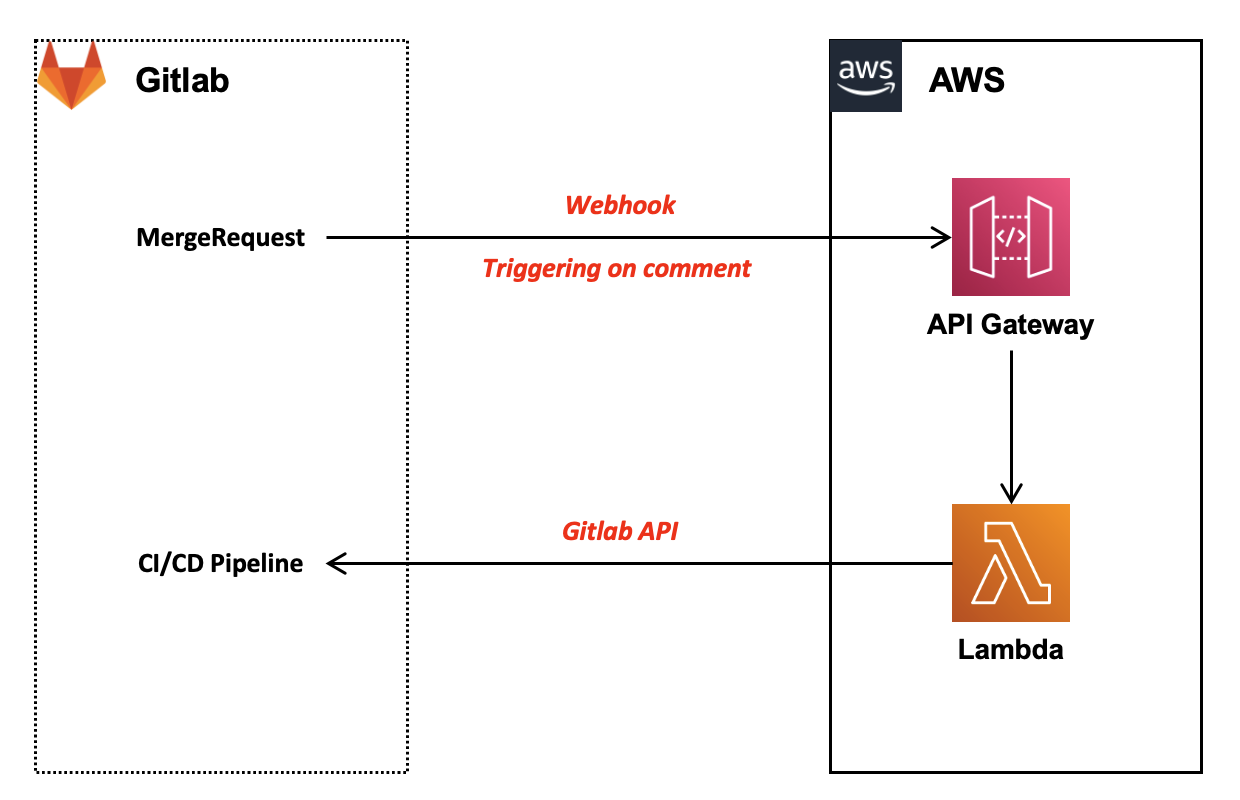 Gitlab
aws
AWS
Webhook
MergeRequest
Triggering on comment
</>
API Gateway
Gitlab API
CI/CD Pipeline
Lambda